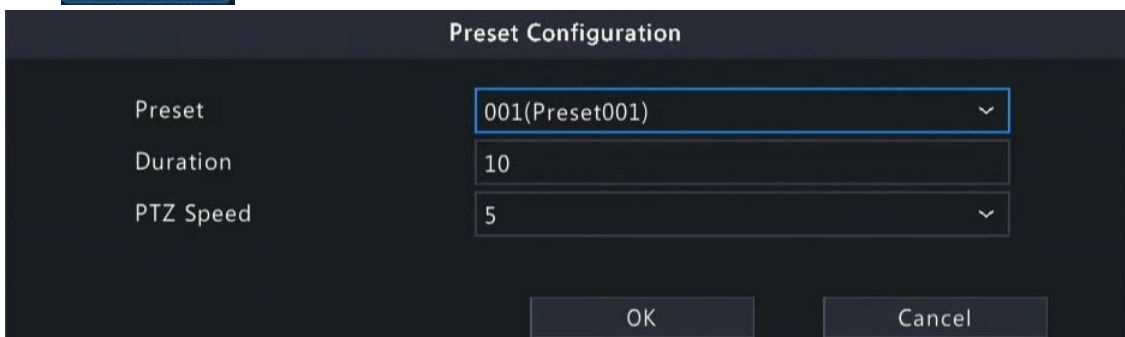 Preset Configuration
Preset 001(Preset001)
Duration 10
PTZ Speed 5
OK Cancel